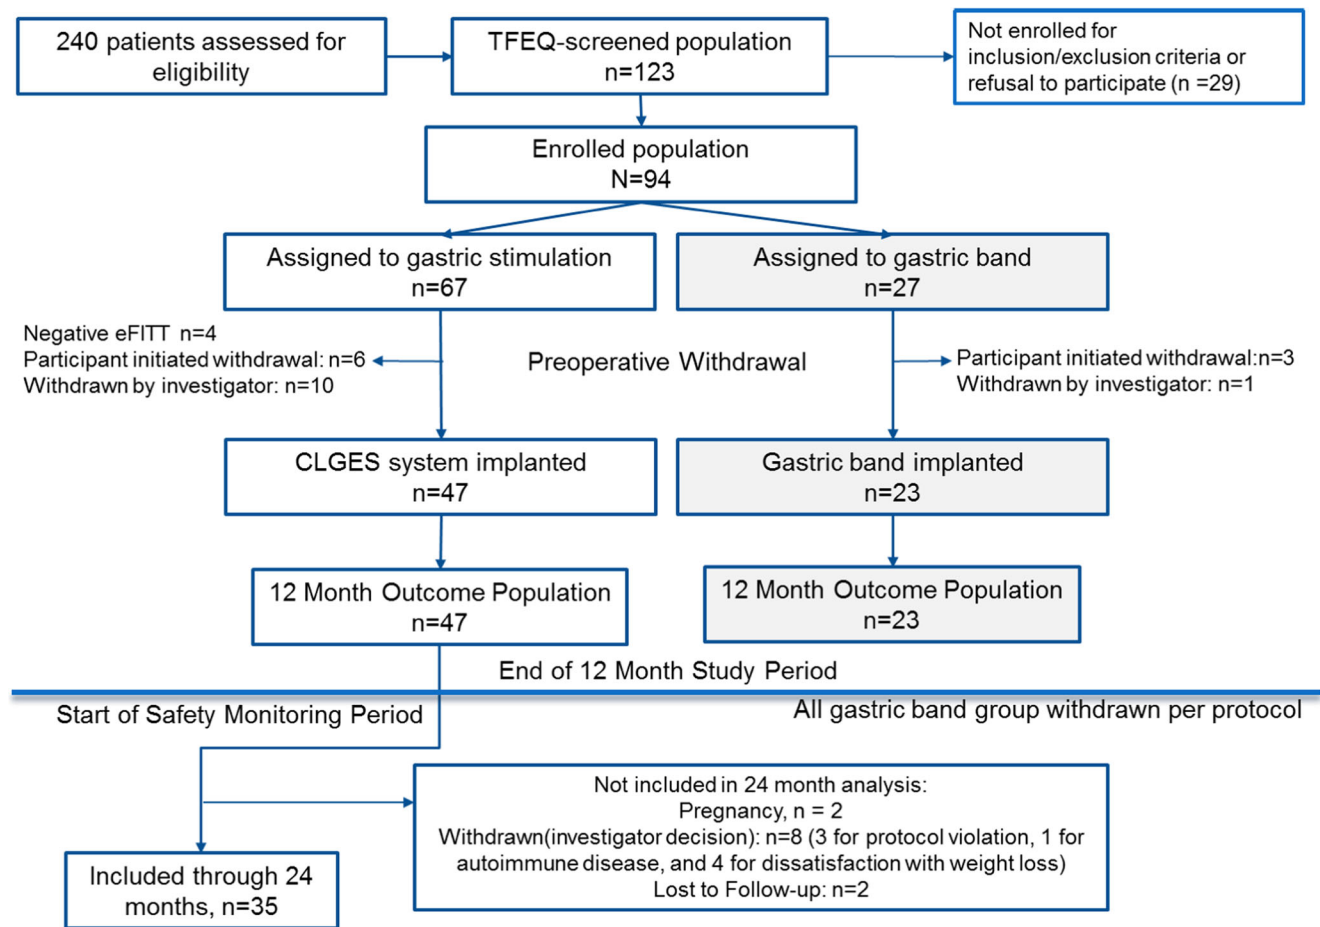 240 patients assessed for
eligibility
TFEQ-screened population
n=123
Not enrolled for
inclusion/exclusion criteria or
refusal to participate (n =29)
Enrolled population
N=94
Assigned to gastric stimulation
n=67
Assigned to gastric band
n=27
Negative eFITT n=4
Participant initiated withdrawal: n=6
Withdrawn by investigator: n=10
Preoperative Withdrawal
Participant initiated withdrawal:n=3
Withdrawn by investigator: n=1
CLGES system implanted
n=47
Gastric band implanted
n=23
12 Month Outcome Population
n=47
12 Month Outcome Population
n=23
End of 12 Month Study Period
Start of Safety Monitoring Period
All gastric band group withdrawn per protocol
Not included in 24 month analysis:
Pregnancy, n = 2
Withdrawn(investigator decision): n=8 (3 for protocol violation, 1 for
autoimmune disease, and 4 for dissatisfaction with weight loss)
Lost to Follow-up: n=2
Included through 24
months, n=35